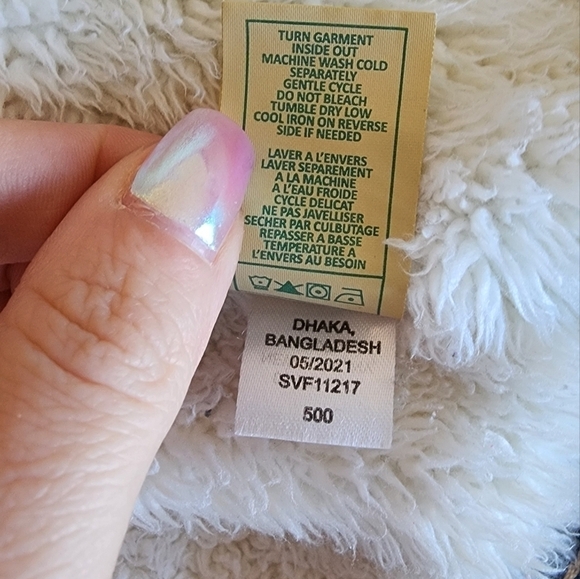 TURN GARMENT
INSIDE OUT
MACHINE WASH COLD
SEPARATELY
GENTLE CYCLE
DO NOT BLEACH
TUMBLE DRY LOW
COOL IRON ON REVERSE
SIDE IF NEEDED
LAVER A L'ENVERS
LAVER SEPAREMENT
A LA MACHINE
À L'EAU FROIDE
CYCLE DELICAT
NE PAS JAVELLISER
SECHER PAR CULBUTAGE
REPASSER A BASSE
TEMPERATURE À
L'ENVERS AU BESOIN
DHAKA,
BANGLADESH
05/2021
SVF11217
500